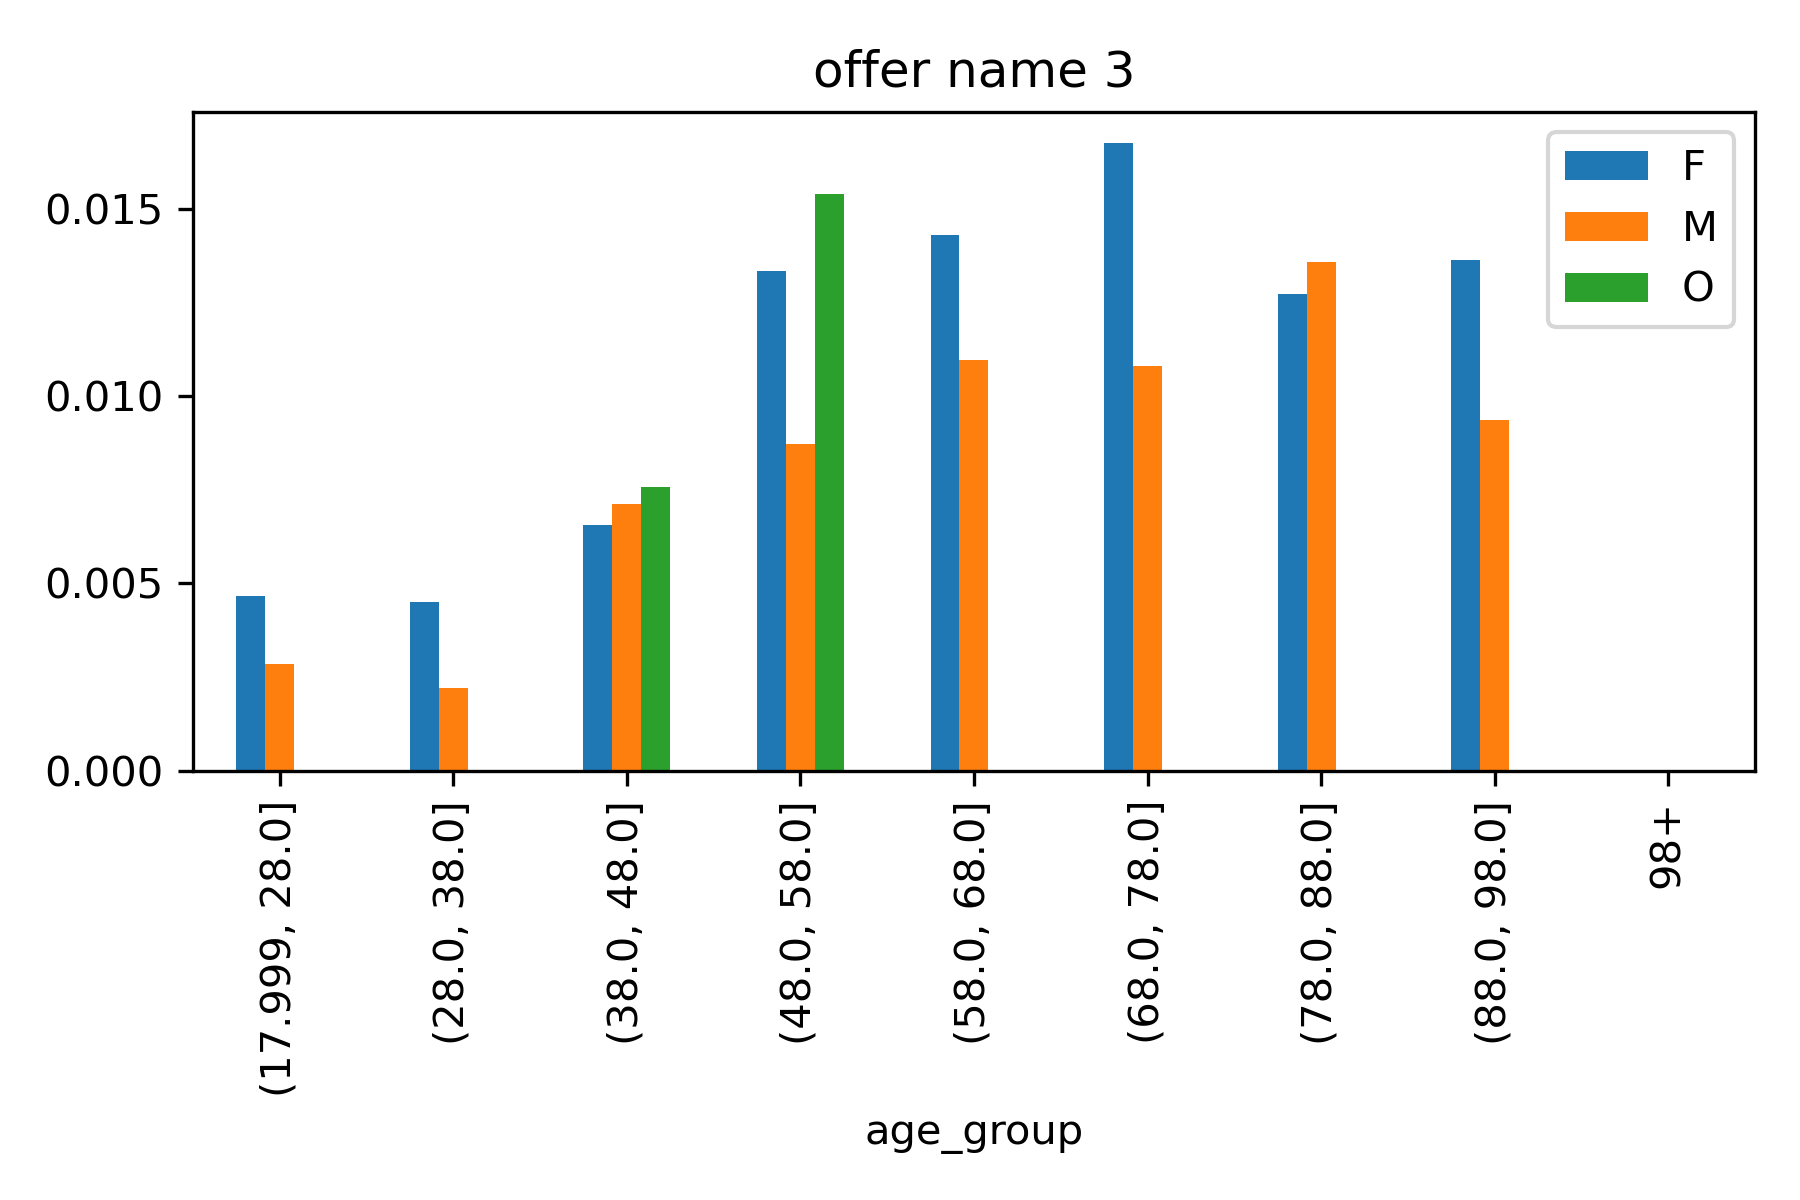 offer name 3
F
M
O
0.015
0.010
0.005
0.000
(17.999, 28.0]
(28.0, 38.0]
(38.0, 48.0]
(48.0, 58.0]
(58.0, 68.0]
(68.0, 78.0]
(78.0, 88.0]
(88.0, 98.0]
98+
age_group